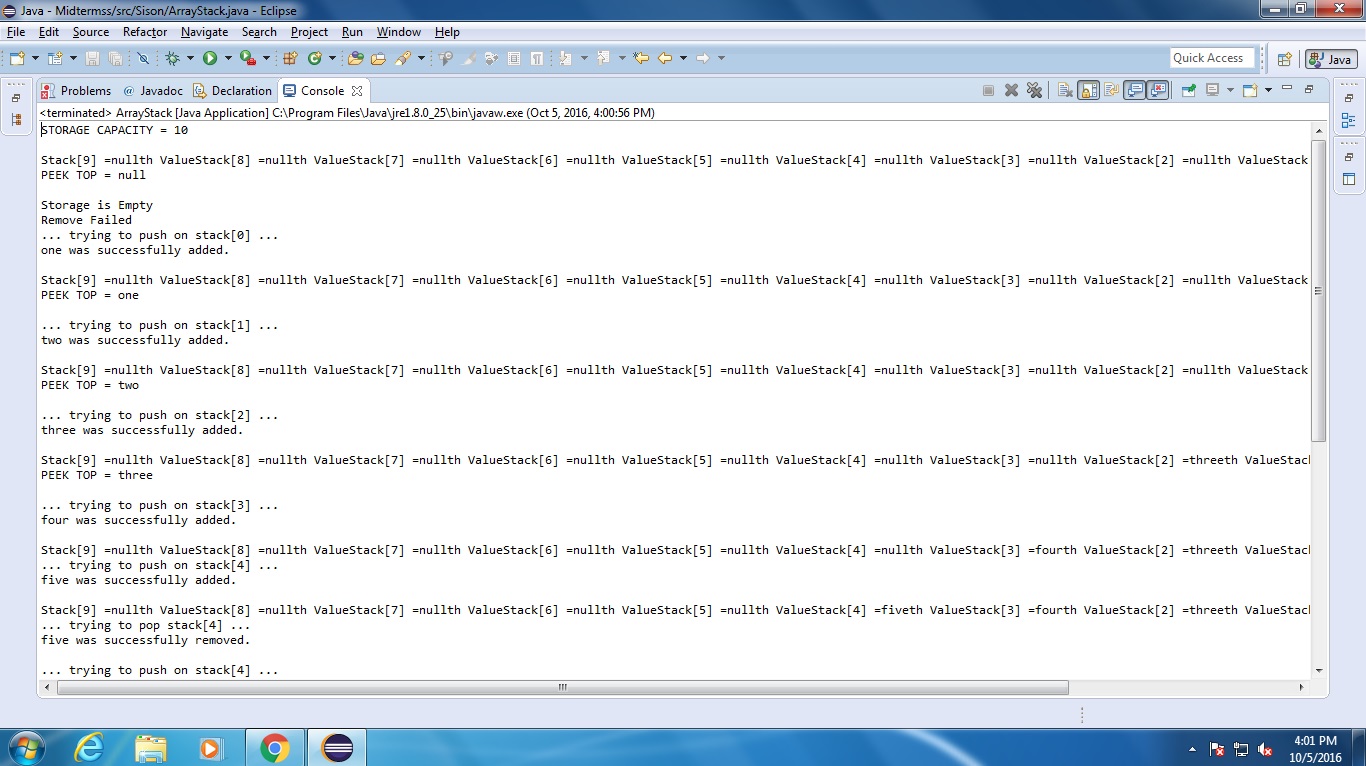 Java - Midtermss/src/Sison/ArrayStack.java - Eclipse
File Edit Source Refactor Navigate Search Project Run Window Help
Quick Access
Java
Problems @ Javadoc Declaration Console
<terminated> ArrayStack [Java Application] C:\Program Files\Java\jre1.8.0_25\bin\javaw.exe (Oct 5, 2016, 4:00:56 PM)
STORAGE CAPACITY = 10
Stack[9] =nullth ValueStack[8] =nullth ValueStack[7] =nullth ValueStack[6] =nullth ValueStack[5] =nullth ValueStack[4] =nullth ValueStack[3] =nullth ValueStack[2] =nullth ValueStack
PEEK TOP = null
Storage is Empty
Remove Failed
... trying to push on stack[0] ...
one was successfully added.
Stack[9] =nullth ValueStack[8] =nullth ValueStack[7] =nullth ValueStack[6] =nullth ValueStack[5] =nullth ValueStack[4] =nullth ValueStack[3] =nullth ValueStack[2] =nullth ValueStack
PEEK TOP = one
... trying to push on stack[1] ...
two was successfully added.
Stack[9] =nullth ValueStack[8] =nullth ValueStack[7] =nullth ValueStack[6] =nullth ValueStack[5] =nullth ValueStack[4] =nullth ValueStack[3] =nullth ValueStack[2] =nullth ValueStack
PEEK TOP = two
... trying to push on stack[2] ...
three was successfully added.
Stack[9] =nullth ValueStack[8] =nullth ValueStack[7] =nullth ValueStack[6] =nullth ValueStack[5] =nullth ValueStack[4] =nullth ValueStack[3] =nullth ValueStack[2] =threeth ValueStack
PEEK TOP = three
... trying to push on stack[3] ...
four was successfully added.
Stack[9] =nullth ValueStack[8] =nullth ValueStack[7] =nullth ValueStack[6] =nullth ValueStack[5] =nullth ValueStack[4] =nullth ValueStack[3] =fourth ValueStack[2] =threeth ValueStack
... trying to push on stack[4] ...
five was successfully added.
Stack[9] =nullth ValueStack[8] =nullth ValueStack[7] =nullth ValueStack[6] =nullth ValueStack[5] =nullth ValueStack[4] =fiveth ValueStack[3] =fourth ValueStack[2] =threeth ValueStack
... trying to pop stack[4] ...
five was successfully removed.
... trying to push on stack[4] ...
4:01 PM
10/5/2016